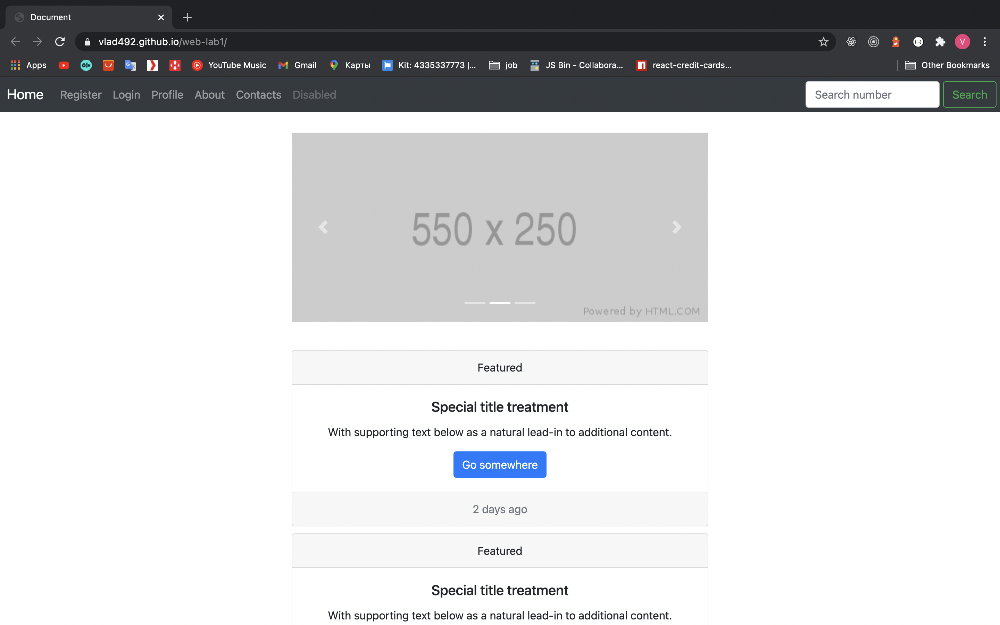 Document
vlad492.github.io/web-lab1/
V
Apps YouTube Music Gmail Карты Kit: 4335337773 |... job JS Bin - Collabora... react-credit-cards... Other Bookmarks
Home Register Login Profile About Contacts Disabled Search number Search
550 x 250
Powered by HTML.COM
Featured
Special title treatment
With supporting text below as a natural lead-in to additional content.
Go somewhere
2 days ago
Featured
Special title treatment
With supporting text below as a natural lead-in to additional content.